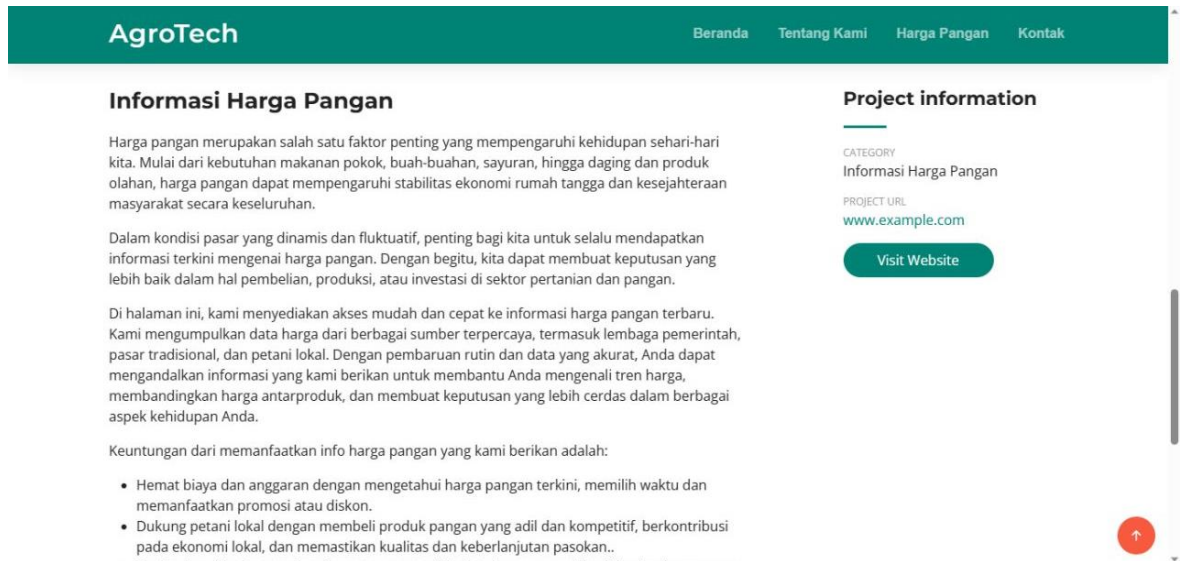 AgroTech
Beranda Tentang Kami Harga Pangan Kontak
Informasi Harga Pangan
Harga pangan merupakan salah satu faktor penting yang mempengaruhi kehidupan sehari-hari
kita. Mulai dari kebutuhan makanan pokok, buah-buahan, sayuran, hingga daging dan produk
olahan, harga pangan dapat mempengaruhi stabilitas ekonomi rumah tangga dan kesejahteraan
masyarakat secara keseluruhan.
Dalam kondisi pasar yang dinamis dan fluktuatif, penting bagi kita untuk selalu mendapatkan
informasi terkini mengenai harga pangan. Dengan begitu, kita dapat membuat keputusan yang
lebih baik dalam hal pembelian, produksi, atau investasi di sektor pertanian dan pangan.
Di halaman ini, kami menyediakan akses mudah dan cepat ke informasi harga pangan terbaru.
Kami mengumpulkan data harga dari berbagai sumber terpercaya, termasuk lembaga pemerintah,
pasar tradisional, dan petani lokal. Dengan pembaruan rutin dan data yang akurat, Anda dapat
mengandalkan informasi yang kami berikan untuk membantu Anda mengenali tren harga,
membandingkan harga antarproduk, dan membuat keputusan yang lebih cerdas dalam berbagai
aspek kehidupan Anda.
Keuntungan dari memanfaatkan info harga pangan yang kami berikan adalah:
• Hemat biaya dan anggaran dengan mengetahui harga pangan terkini, memilih waktu dan
memanfaatkan promosi atau diskon.
• Dukung petani lokal dengan membeli produk pangan yang adil dan kompetitif, berkontribusi
pada ekonomi lokal, dan memastikan kualitas dan keberlanjutan pasokan..
Project information
CATEGORY
Informasi Harga Pangan
PROJECT URL
www.example.com
Visit Website